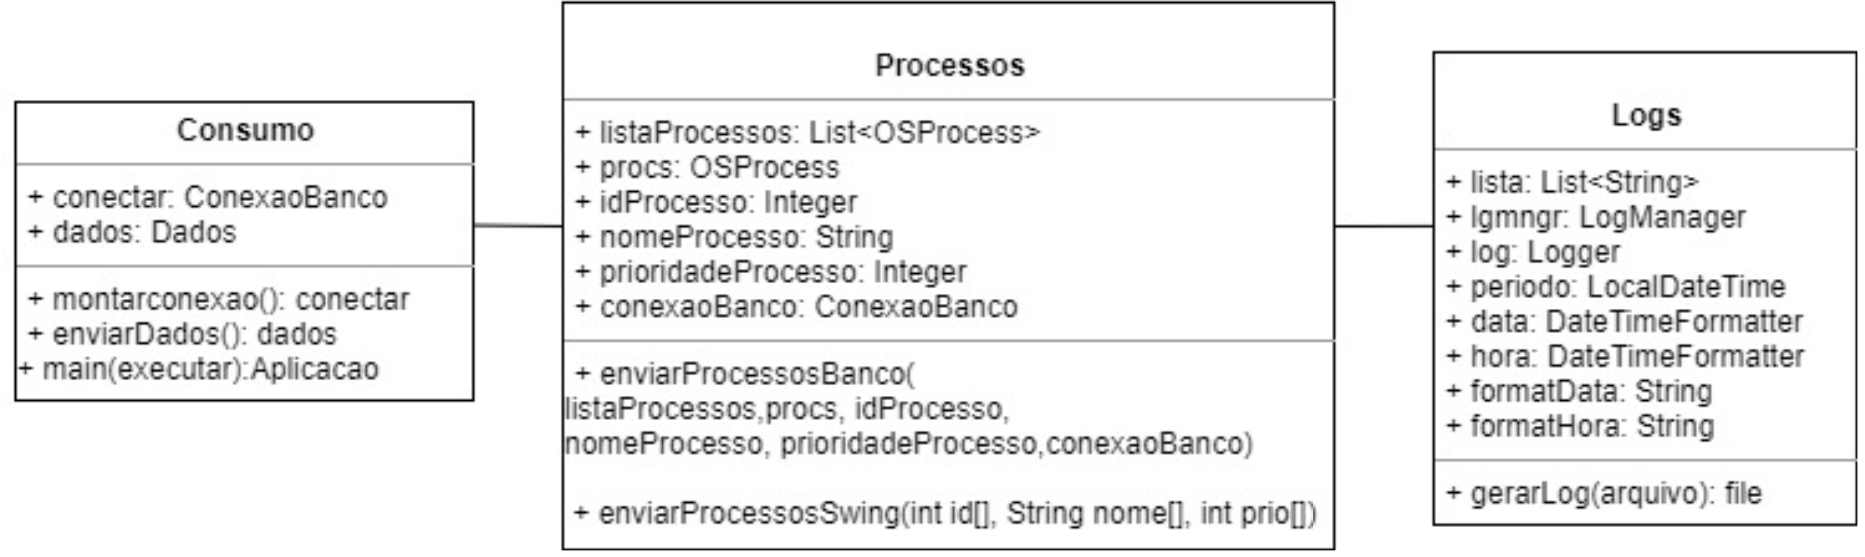 Consumo
+ conectar: ConexaoBanco
+ dados: Dados
+ montarconexao(): conectar
+ enviarDados(): dados
+ main(executar):Aplicacao
Processos
+ listaProcessos: List<OSProcess>
+ procs: OSProcess
+ idProcesso: Integer
+ nomeProcesso: String
+ prioridadeProcesso: Integer
+ conexaoBanco: ConexaoBanco
+ enviarProcessosBanco(
listaProcessos,procs, idProcesso,
nomeProcesso, prioridadeProcesso,conexaoBanco)
+ enviarProcessosSwing(int id[], String nome[], int prio[])
Logs
+ lista: List<String>
+ lgmngr: LogManager
+ log: Logger
+ periodo: LocalDateTime
+ data: DateTimeFormatter
+ hora: DateTimeFormatter
+ formatData: String
+ formatHora: String
+ gerarLog(arquivo): file